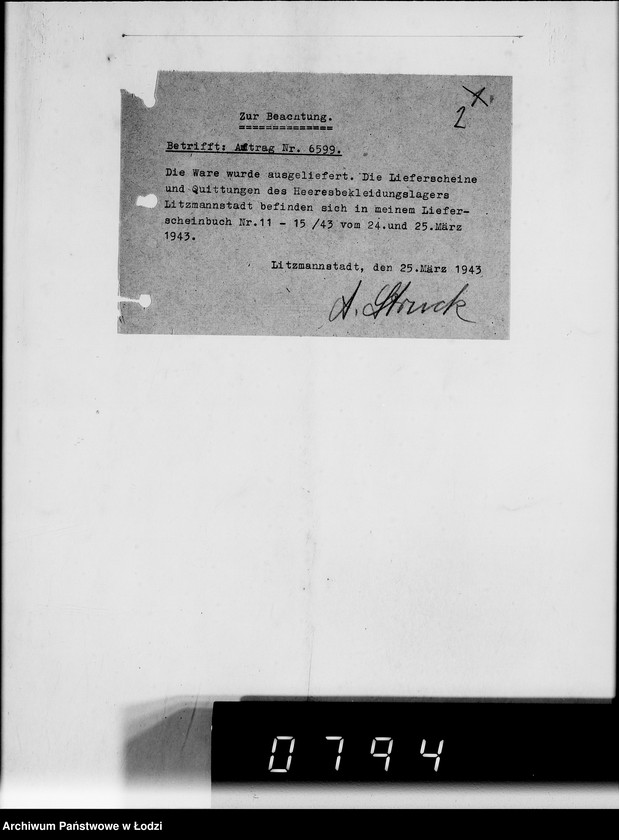 1
2
Zur Beachtung.
Betrifft: Auftrag Nr. 6599.
Die Ware wurde ausgeliefert. Die Lieferscheine
und Quittungen des Heeresbekleidungslagers
Litzmannstadt befinden sich in meinem Liefer-
scheinbuch Nr.11 - 15 /43 vom 24.und 25.März
1943.
Litzmannstadt, den 25.März 1943
A. Struck
0794
Archiwum Państwowe w Łodzi